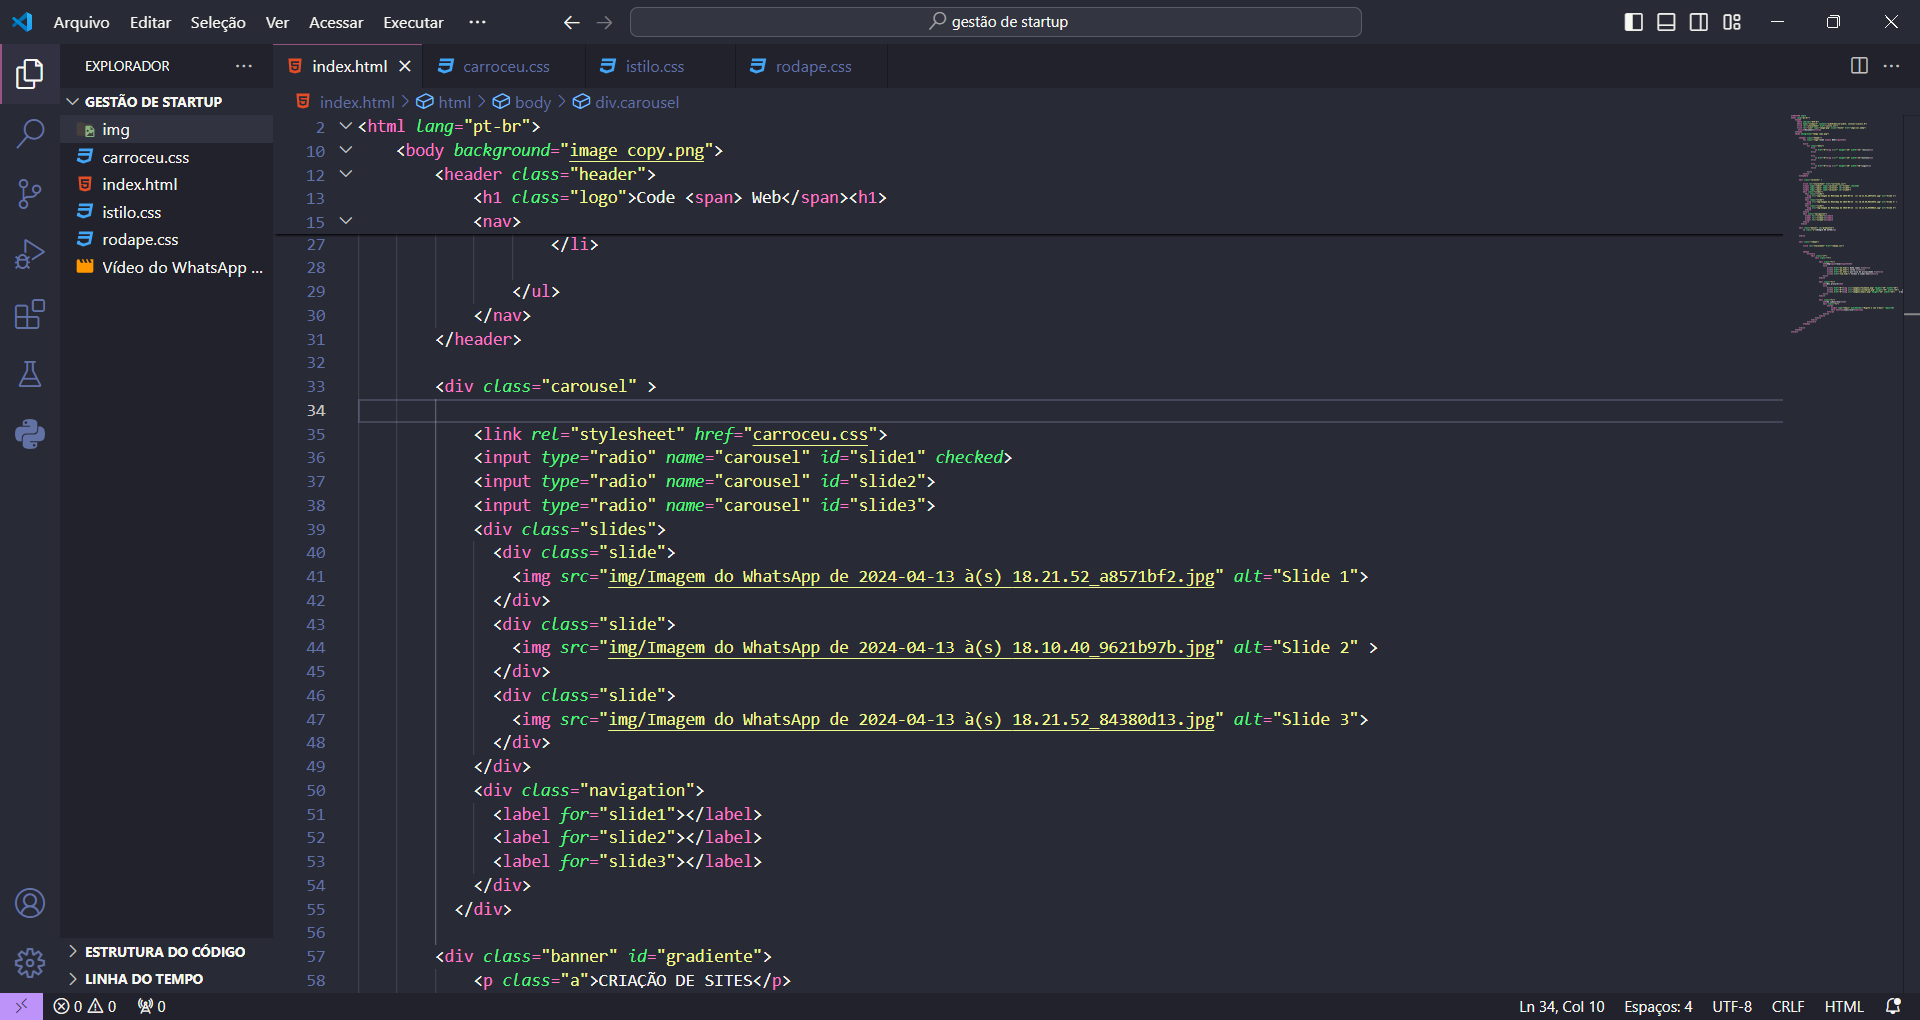 Arquivo Editar Seleção Ver Acessar Executar ··· gestão de startup
EXPLORADOR ···
GESTÃO DE STARTUP
img
carroceu.css
index.html
istilo.css
rodape.css
Vídeo do WhatsApp ...
ESTRUTURA DO CÓDIGO
LINHA DO TEMPO
index.html carroceu.css istilo.css rodape.css
index.html > html > body > div.carousel
2 <html lang="pt-br">
10 <body background="image copy.png">
12 <header class="header">
13 <h1 class="logo">Code <span> Web</span><h1>
15 <nav>
27 </li>
28
29 </ul>
30 </nav>
31 </header>
32
33 <div class="carousel" >
34
35 <link rel="stylesheet" href="carroceu.css">
36 <input type="radio" name="carousel" id="slide1" checked>
37 <input type="radio" name="carousel" id="slide2">
38 <input type="radio" name="carousel" id="slide3">
39 <div class="slides">
40 <div class="slide">
41 <img src="img/Imagem do WhatsApp de 2024-04-13 à(s) 18.21.52_a8571bf2.jpg" alt="Slide 1">
42 </div>
43 <div class="slide">
44 <img src="img/Imagem do WhatsApp de 2024-04-13 à(s) 18.10.40_9621b97b.jpg" alt="Slide 2" >
45 </div>
46 <div class="slide">
47 <img src="img/Imagem do WhatsApp de 2024-04-13 à(s) 18.21.52_84380d13.jpg" alt="Slide 3">
48 </div>
49 </div>
50 <div class="navigation">
51 <label for="slide1"></label>
52 <label for="slide2"></label>
53 <label for="slide3"></label>
54 </div>
55 </div>
56
57 <div class="banner" id="gradiente">
58 <p class="a">CRIAÇÃO DE SITES</p>
0 0 0 Ln 34, Col 10 Espaços: 4 UTF-8 CRLF HTML